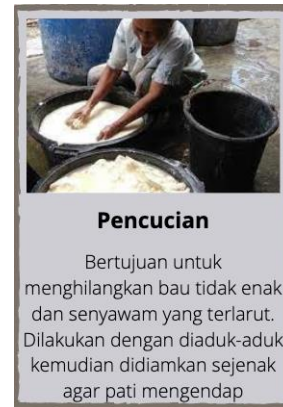 Pencucian
Bertujuan untuk
menghilangkan bau tidak enak
dan senyawam yang terlarut.
Dilakukan dengan diaduk-aduk
kemudian didiamkan sejenak
agar pati mengendap